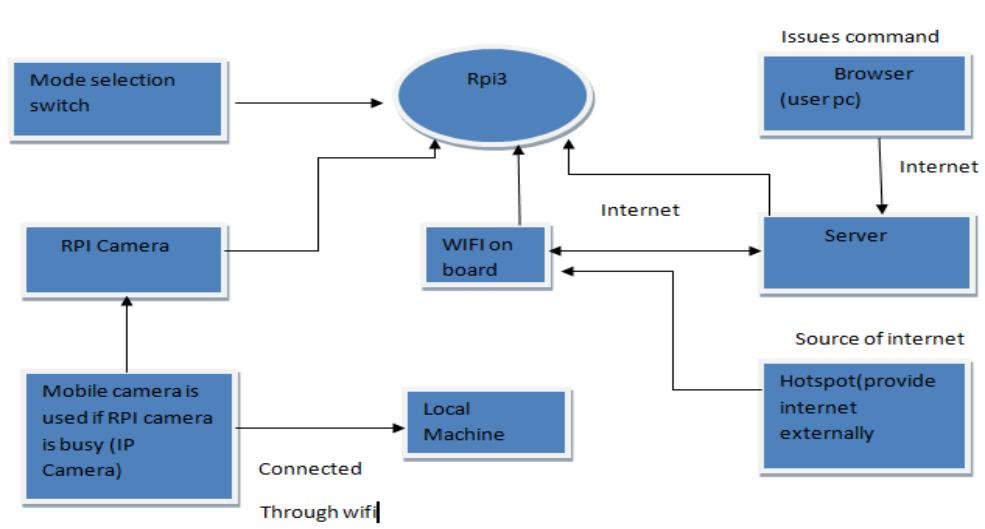 Issues command
Mode selection
switch
Rpi3
Browser
(user pc)
Internet
RPI Camera
WIFI on
board
Internet
Server
Source of internet
Mobile camera is
used if RPI camera
is busy (IP
Camera)
Local
Machine
Hotspot(provide
internet
externally
Connected
Through wifi